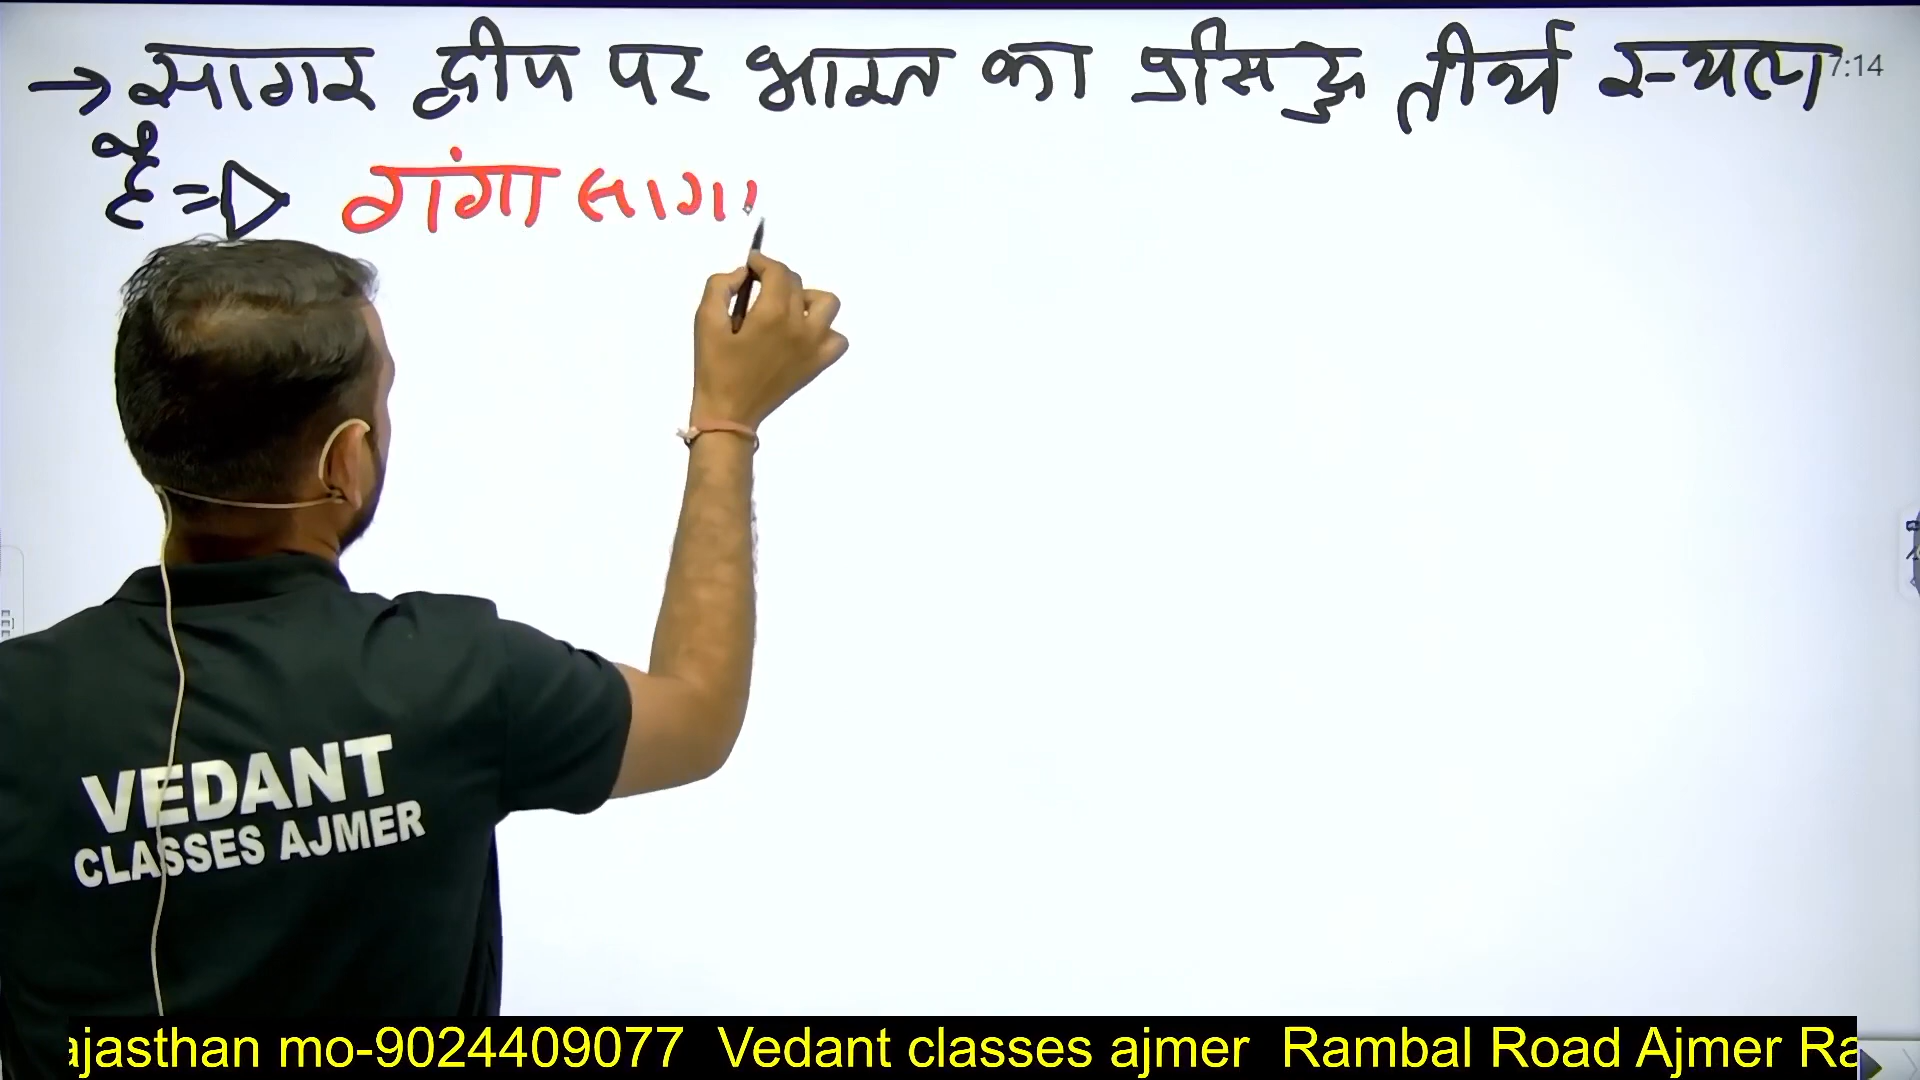 → सागर द्वीप पर भारत का प्रसिद्ध तीर्थ स्थल
है => गंगा साग
7:14
VEDANT
CLASSES AJMER
ajasthan mo-9024409077 Vedant classes ajmer Rambal Road Ajmer Ra